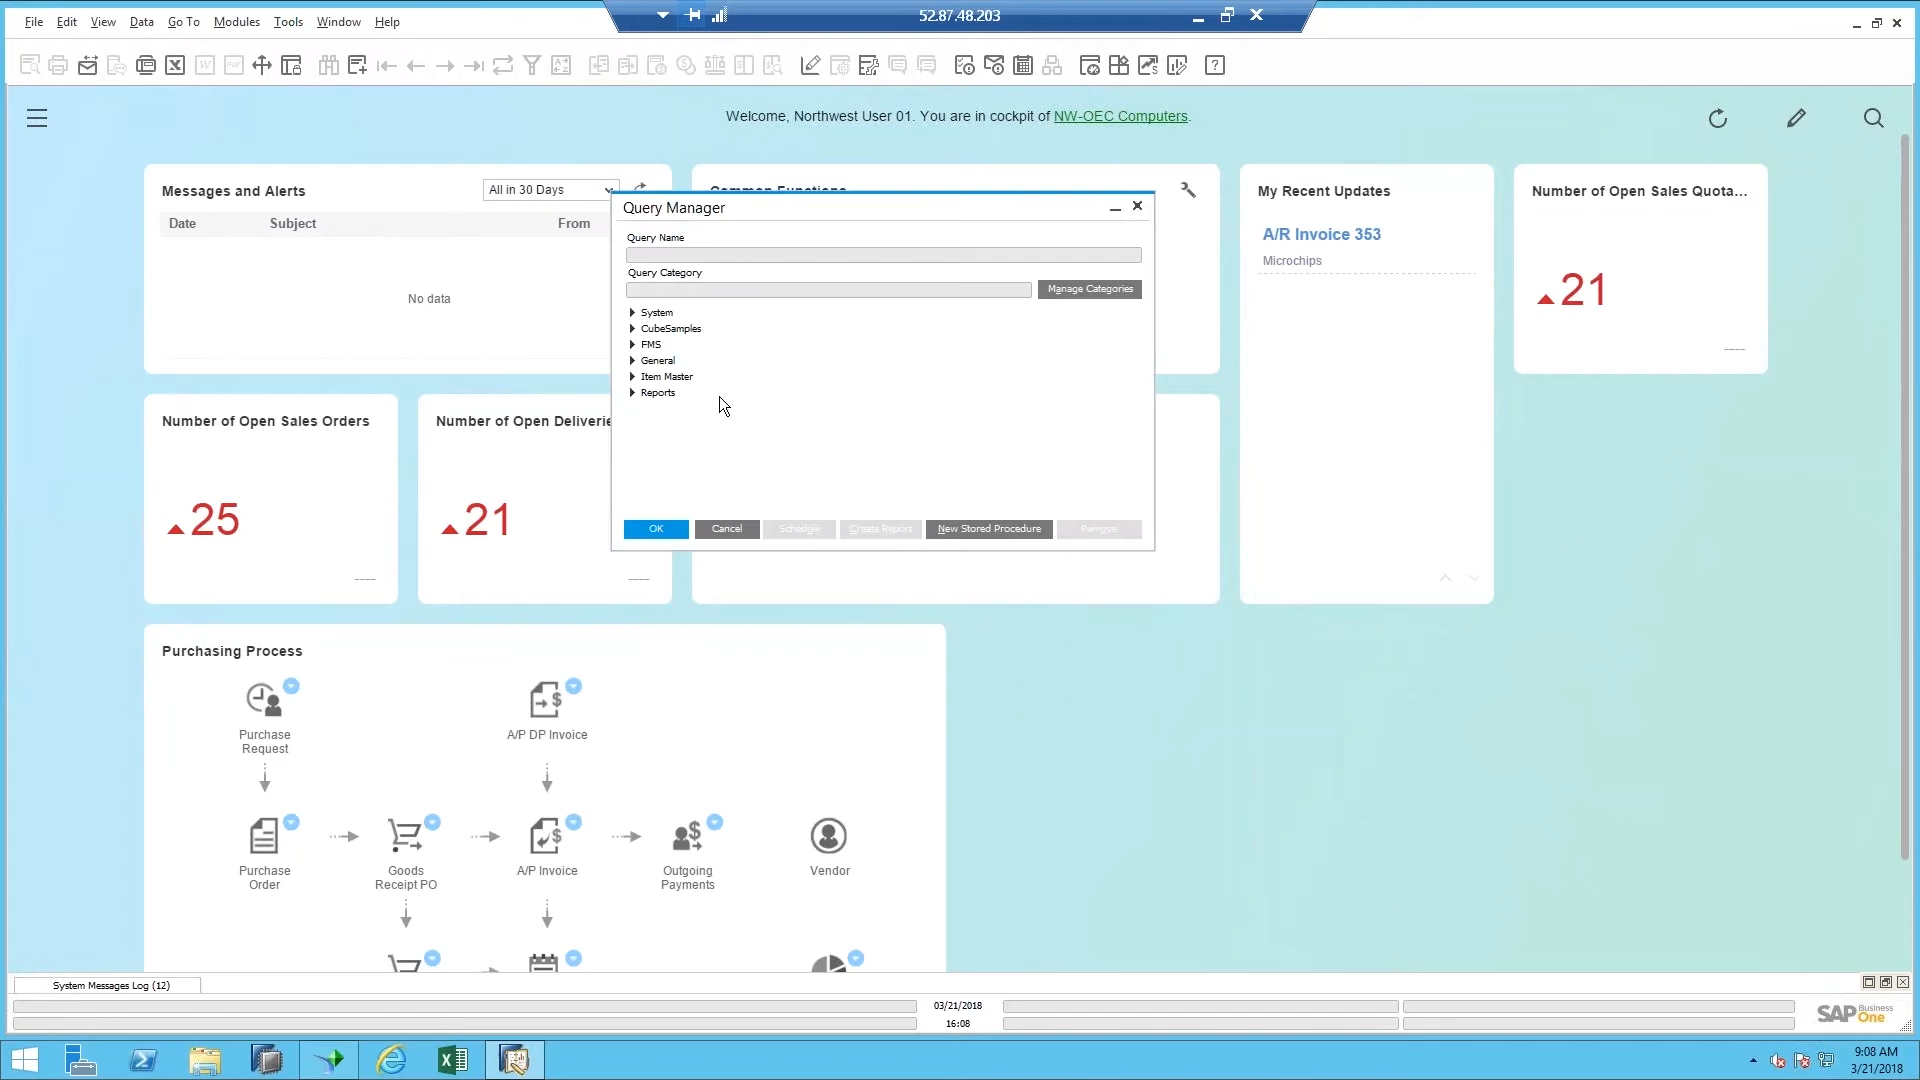 File Edit View Data Go To Modules Tools Window Help
52.87.48.203
Welcome, Northwest User 01. You are in cockpit of NW-OEC Computers.
Messages and Alerts
All in 30 Days
Date Subject From
No data
Common Functions
My Recent Updates
A/R Invoice 353
Microchips
Number of Open Sales Quota...
21
Query Manager
Query Name
Query Category
Manage Categories
System
CubeSamples
FMS
General
Item Master
Reports
OK Cancel Schedule Create Report New Stored Procedure Remove
Number of Open Sales Orders
25
Number of Open Deliverie
21
Purchasing Process
Purchase
Request
A/P DP Invoice
Purchase
Order
Goods
Receipt PO
A/P Invoice
Outgoing
Payments
Vendor
System Messages Log (12)
03/21/2018
16:08
SAP Business
One
9:08 AM
3/21/2018